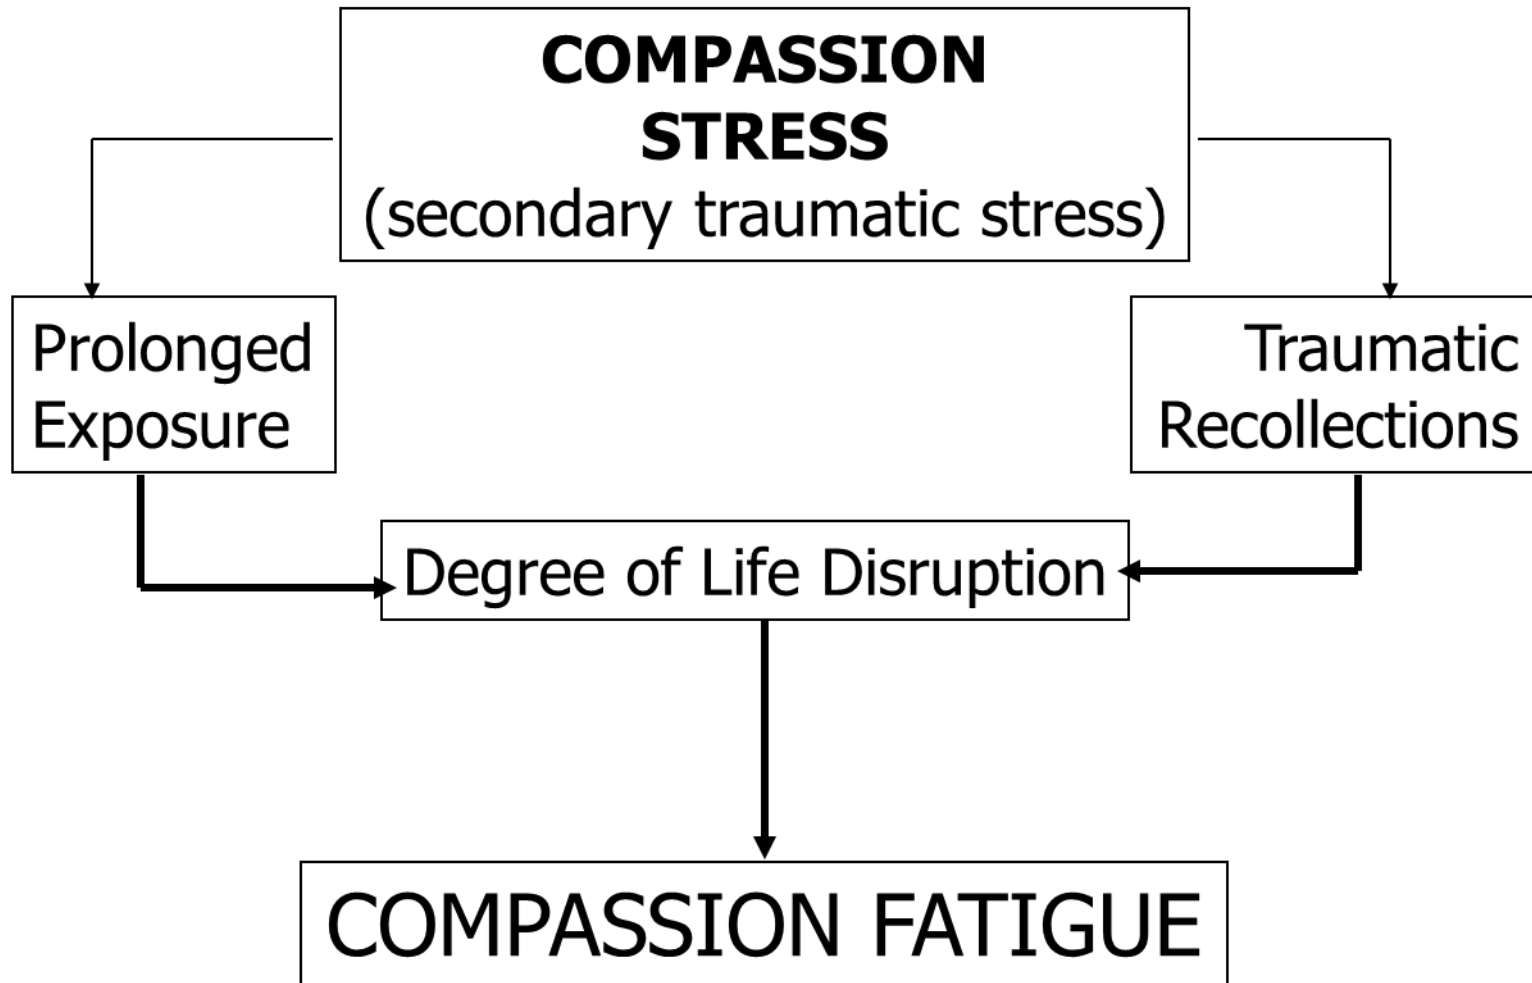 COMPASSION
STRESS
(secondary traumatic stress)
Prolonged
Exposure
Traumatic
Recollections
Degree of Life Disruption
COMPASSION FATIGUE